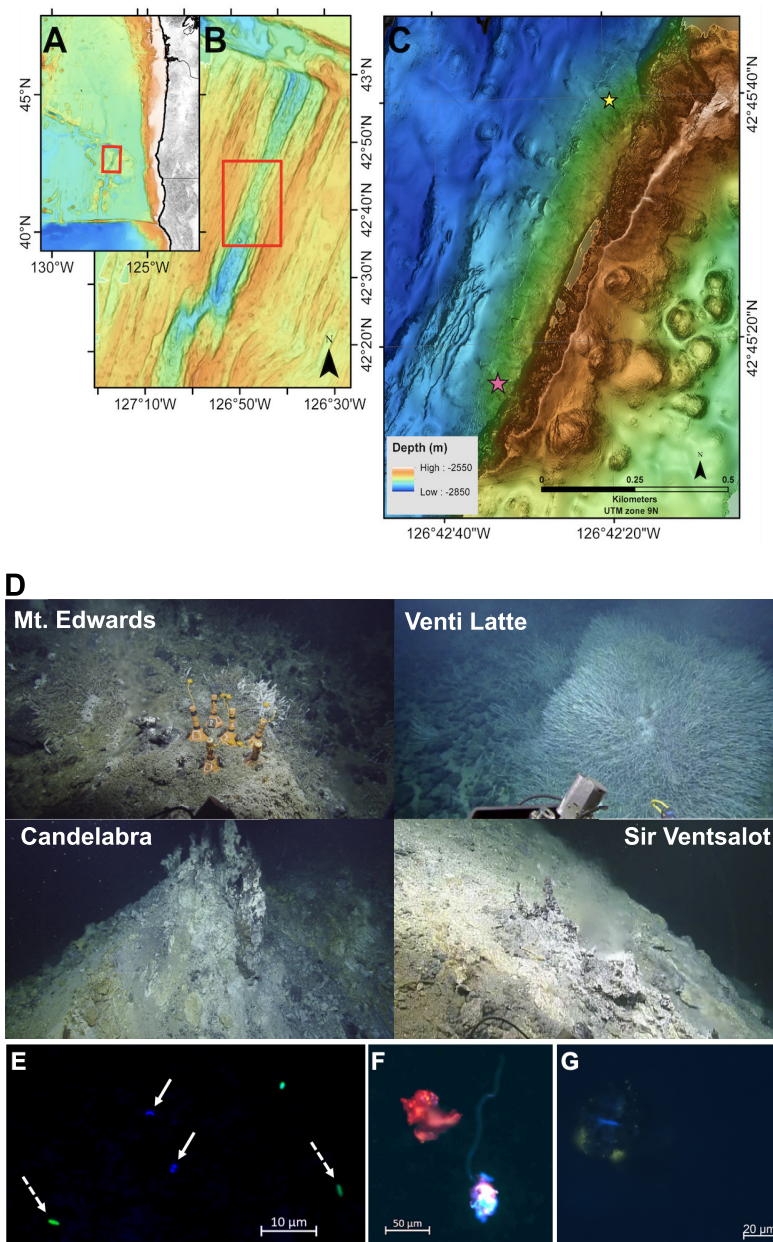 A
B
C
45°N
40°N
130°W
125°W
43°N
42°50'N
42°40'N
42°30'N
42°20'N
N
127°10'W
126°50'W
126°30'W
42°45'40"N
42°45'20"N
Depth (m)
High : -2550
Low : -2850
N
0
0.25
0.5
Kilometers
UTM zone 9N
126°42'40"W
126°42'20"W
D
Mt. Edwards
Venti Latte
Candelabra
Sir Ventsalot
E
F
G
10 µm
50 µm
20 µm